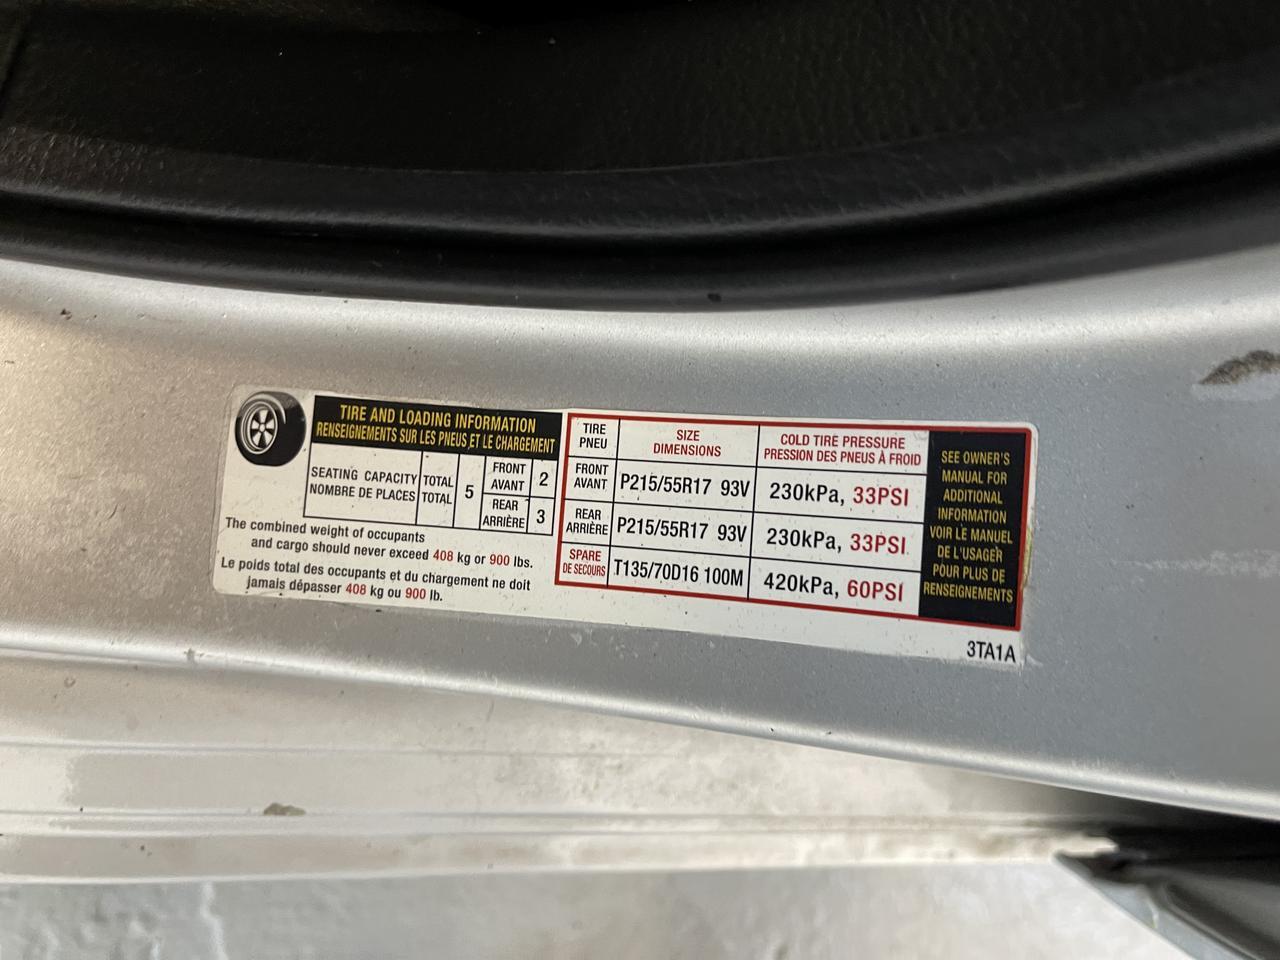 TIRE AND LOADING INFORMATION
RENSEIGNEMENTS SUR LES PNEUS ET LE CHARGEMENT
SEATING CAPACITY
NOMBRE DE PLACES
TOTAL
TOTAL
5
FRONT
AVANT
2
REAR
ARRIÈRE
3
The combined weight of occupants
and cargo should never exceed 408 kg or 900 lbs.
Le poids total des occupants et du chargement ne doit
jamais dépasser 408 kg ou 900 lb.
TIRE
PNEU
SIZE
DIMENSIONS
COLD TIRE PRESSURE
PRESSION DES PNEUS À FROID
FRONT
AVANT
P215/55R17 93V
230kPa, 33PSI
REAR
ARRIÈRE
P215/55R17 93V
230kPa, 33PSI
SPARE
DE SECOURS
T135/70D16 100M
420kPa, 60PSI
SEE OWNER'S
MANUAL FOR
ADDITIONAL
INFORMATION
VOIR LE MANUEL
DE L'USAGER
POUR PLUS DE
RENSEIGNEMENTS
3TA1A